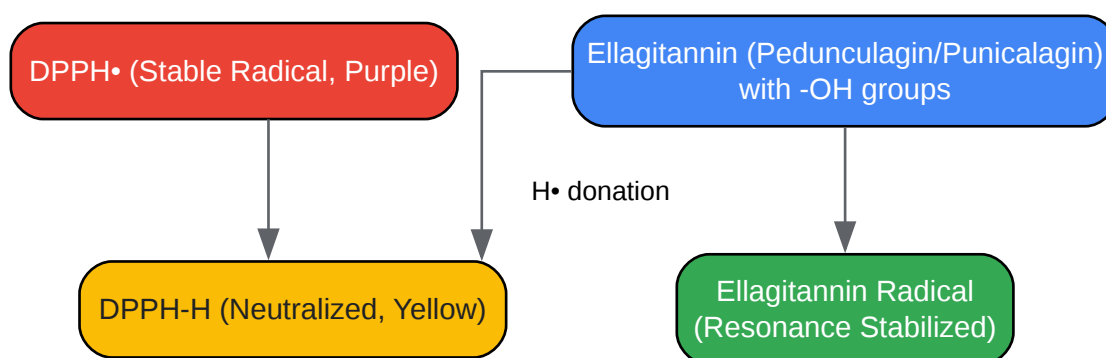 DPPH• (Stable Radical, Purple)
Ellagitannin (Pedunculagin/Punicalagin)
with -OH groups
H• donation
DPPH-H (Neutralized, Yellow)
Ellagitannin Radical
(Resonance Stabilized)